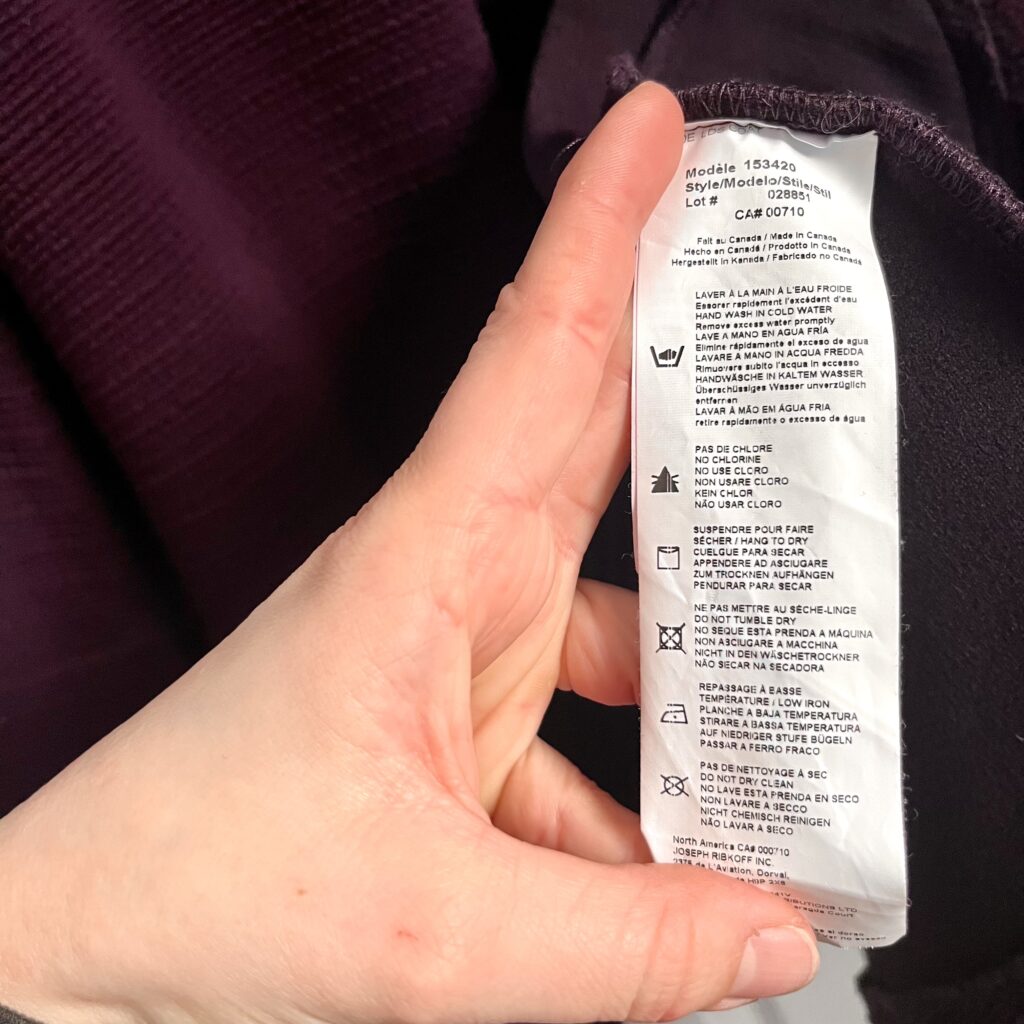 Modèle 153420
Style/Modelo/Stile/Stil
Lot # 028851
CA# 00710
Fait au Canada / Made in Canada
Hecho en Canadá / Prodotto in Canada
Hergestellt in Kanada / Fabricado no Canada
LAVER À LA MAIN À L'EAU FROIDE
Essorer rapidement l'excédent d'eau
HAND WASH IN COLD WATER
Remove excess water promptly
LAVE A MANO EN AGUA FRÍA
Elimine rápidamente el exceso de agua
LAVARE A MANO IN ACQUA FREDDA
Rimuovere subito l'acqua in eccesso
HANDWÄSCHE IN KALTEM WASSER
Überschüssiges Wasser unverzüglich
entfernen
LAVAR À MÃO EM ÁGUA FRIA
retire rapidamente o excesso de água
PAS DE CHLORE
NO CHLORINE
NO USE CLORO
NON USARE CLORO
KEIN CHLOR
NÃO USAR CLORO
SUSPENDRE POUR FAIRE
SÉCHER / HANG TO DRY
CUELGUE PARA SECAR
APPENDERE AD ASCIUGARE
ZUM TROCKNEN AUFHÄNGEN
PENDURAR PARA SECAR
NE PAS METTRE AU SÈCHE-LINGE
DO NOT TUMBLE DRY
NO SEQUE ESTA PRENDA A MÁQUINA
NON ASCIUGARE A MACCHINA
NICHT IN DEN WÄSCHETROCKNER
NÃO SECAR NA SECADORA
REPASSAGE À BASSE
TEMPÉRATURE / LOW IRON
PLANCHE A BAJA TEMPERATURA
STIRARE A BASSA TEMPERATURA
AUF NIEDRIGER STUFE BÜGELN
PASSAR A FERRO FRACO
PAS DE NETTOYAGE À SEC
DO NOT DRY CLEAN
NO LAVE ESTA PRENDA EN SECO
NON LAVARE A SECCO
NICHT CHEMISCH REINIGEN
NÃO LAVAR A SECO
North America CA# 000710
JOSEPH RIBKOFF INC.
2375 de L'Aviation, Dorval,
H9P 2X6
LTD
Court